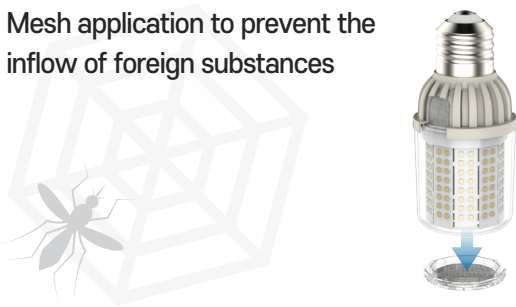 Mesh application to prevent the
inflow of foreign substances